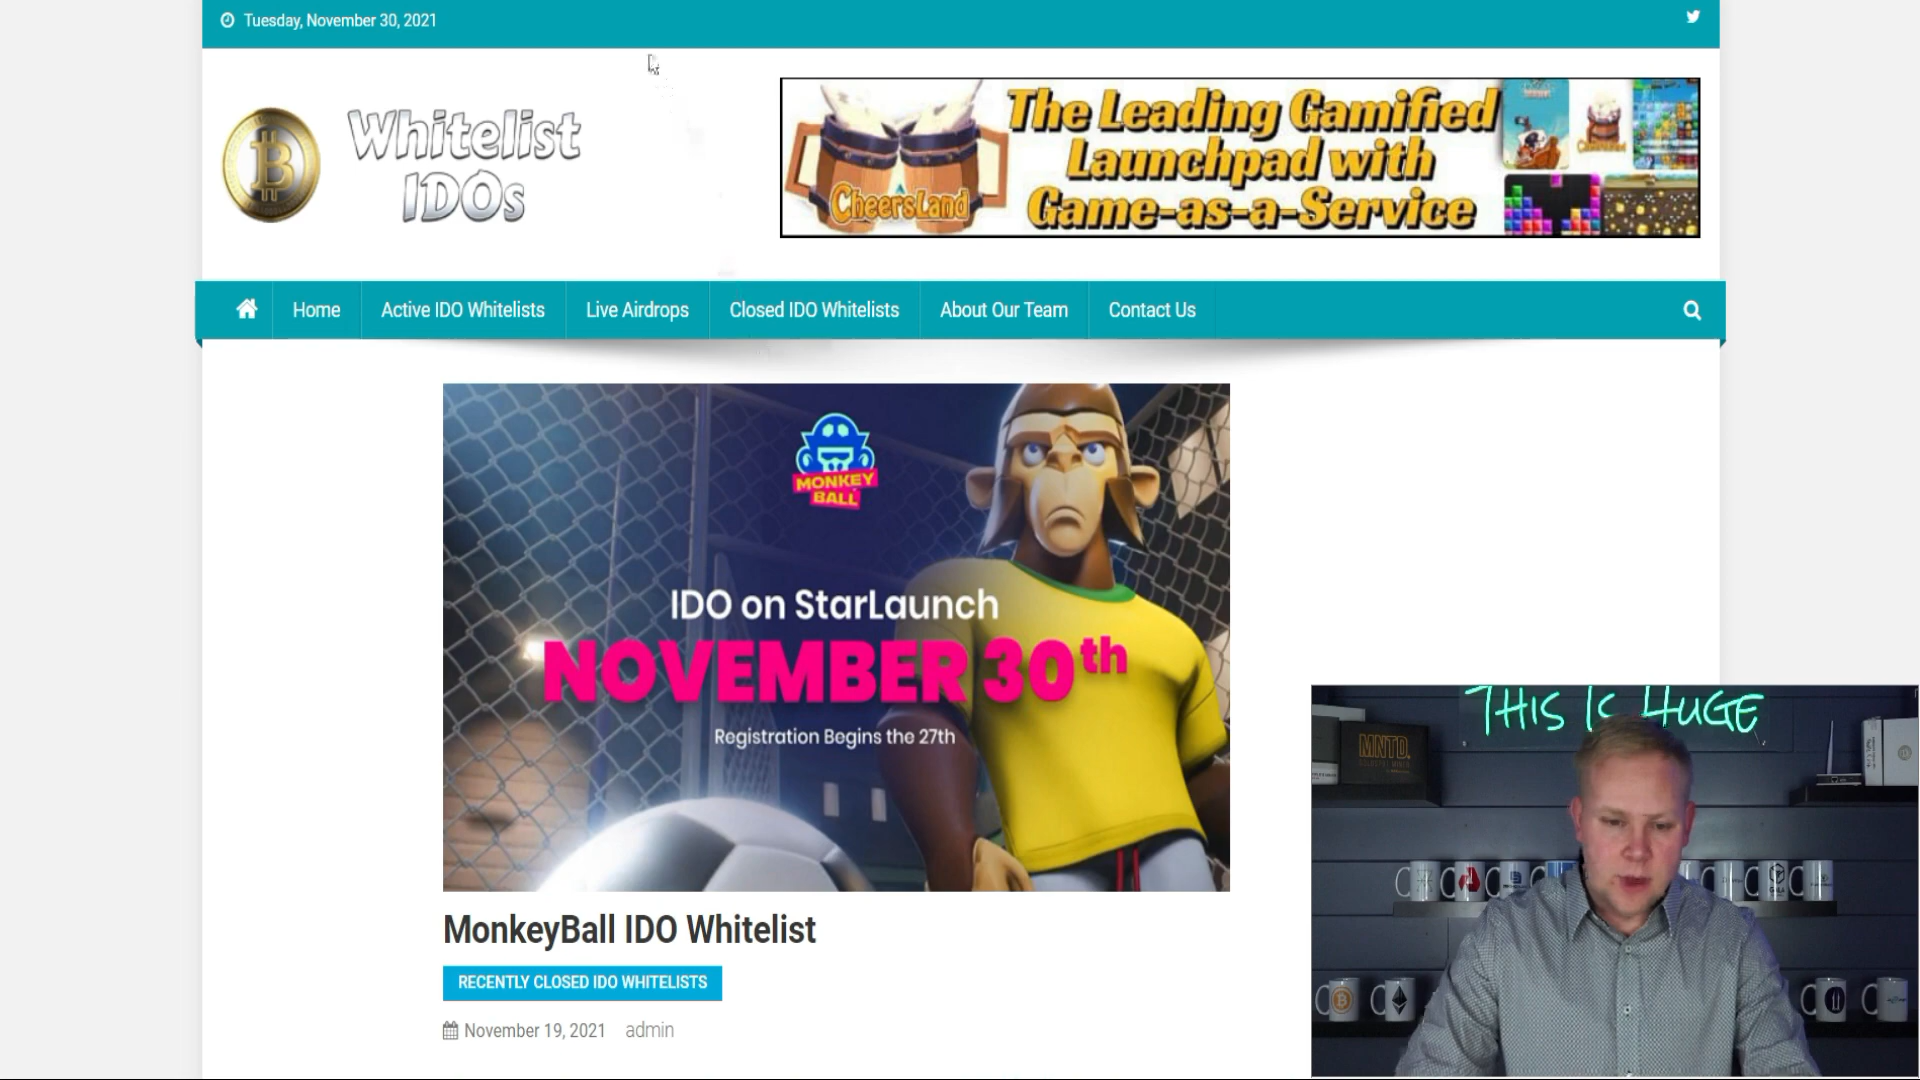 Tuesday, November 30, 2021
Whitelist
IDOs
The Leading Gamified
Launchpad with
Game-as-a-Service
CheersLand
Home
Active IDO Whitelists
Live Airdrops
Closed IDO Whitelists
About Our Team
Contact Us
MONKEY
BALL
IDO on StarLaunch
NOVEMBER 30th
Registration Begins the 27th
MonkeyBall IDO Whitelist
RECENTLY CLOSED IDO WHITELISTS
November 19, 2021
admin
THIS IS HUGE
MNTD.
GALA